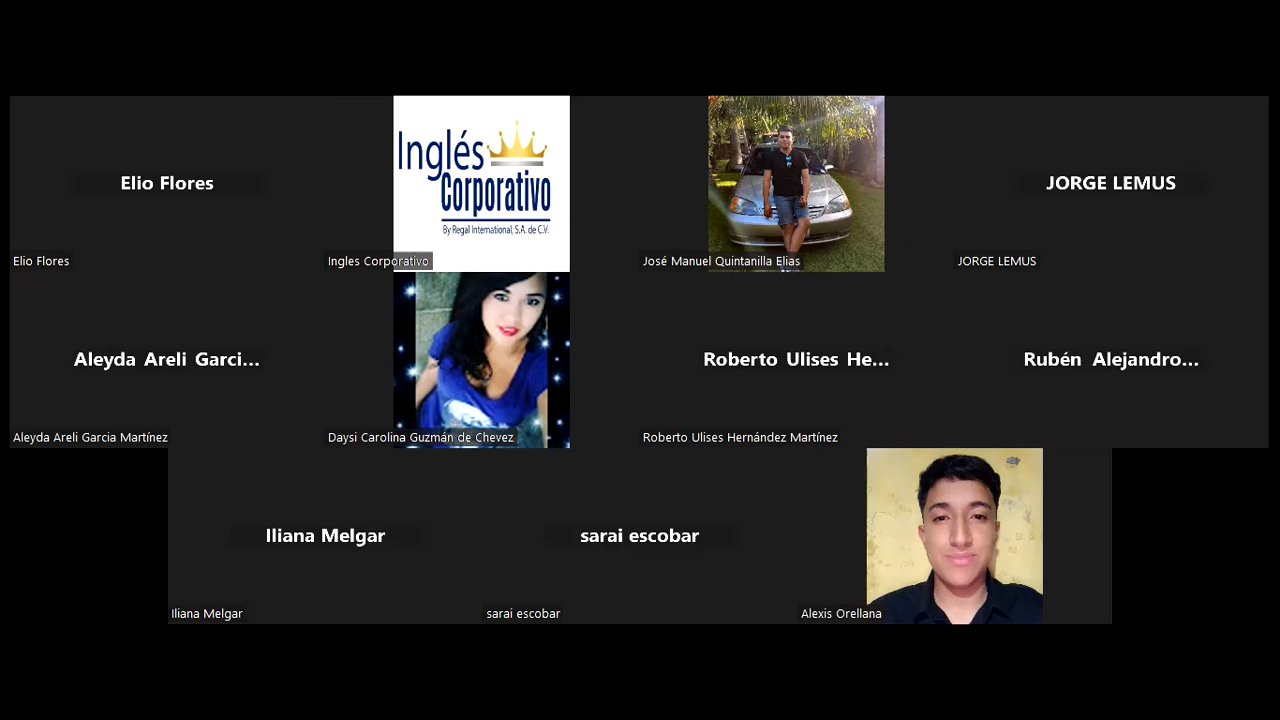 Elio Flores
Elio Flores
Inglés
Corporativo
By Regal International, S.A. de C.V.
Ingles Corporativo
José Manuel Quintanilla Elias
JORGE LEMUS
JORGE LEMUS
Aleyda Areli Garci...
Aleyda Areli Garcia Martínez
Daysi Carolina Guzmán de Chevez
Roberto Ulises He...
Roberto Ulises Hernández Martínez
Rubén Alejandro...
Iliana Melgar
Iliana Melgar
sarai escobar
sarai escobar
Alexis Orellana